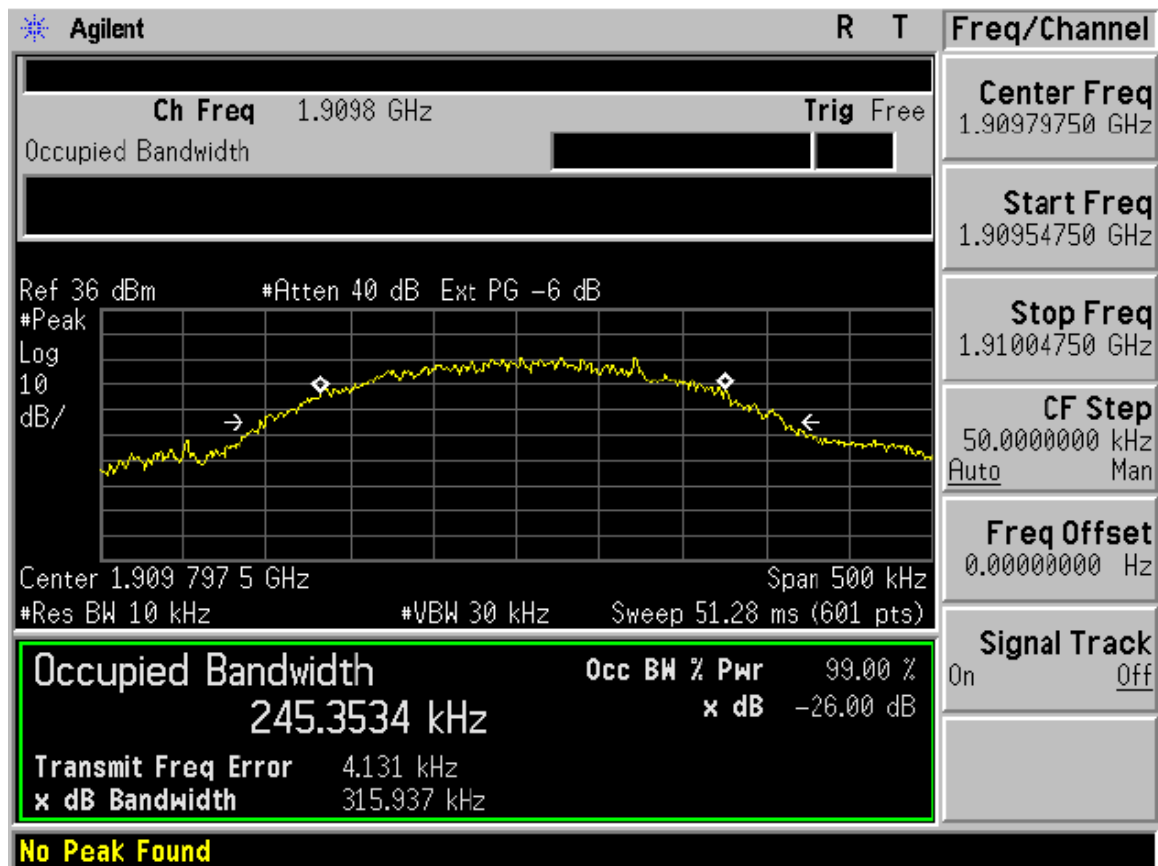 Agilent R T Freq/Channel
Ch Freq 1.9098 GHz Trig Free
Occupied Bandwidth
Center Freq
1.90979750 GHz
Start Freq
1.90954750 GHz
Stop Freq
1.91004750 GHz
CF Step
50.0000000 kHz
Auto Man
Freq Offset
0.00000000 Hz
Signal Track
On Off
Ref 36 dBm #Atten 40 dB Ext PG -6 dB
#Peak
Log
10
dB/
Center 1.909 797 5 GHz Span 500 kHz
#Res BW 10 kHz #VBW 30 kHz Sweep 51.28 ms (601 pts)
Occupied Bandwidth Occ BW % Pwr 99.00 %
245.3534 kHz x dB -26.00 dB
Transmit Freq Error 4.131 kHz
x dB Bandwidth 315.937 kHz
No Peak Found